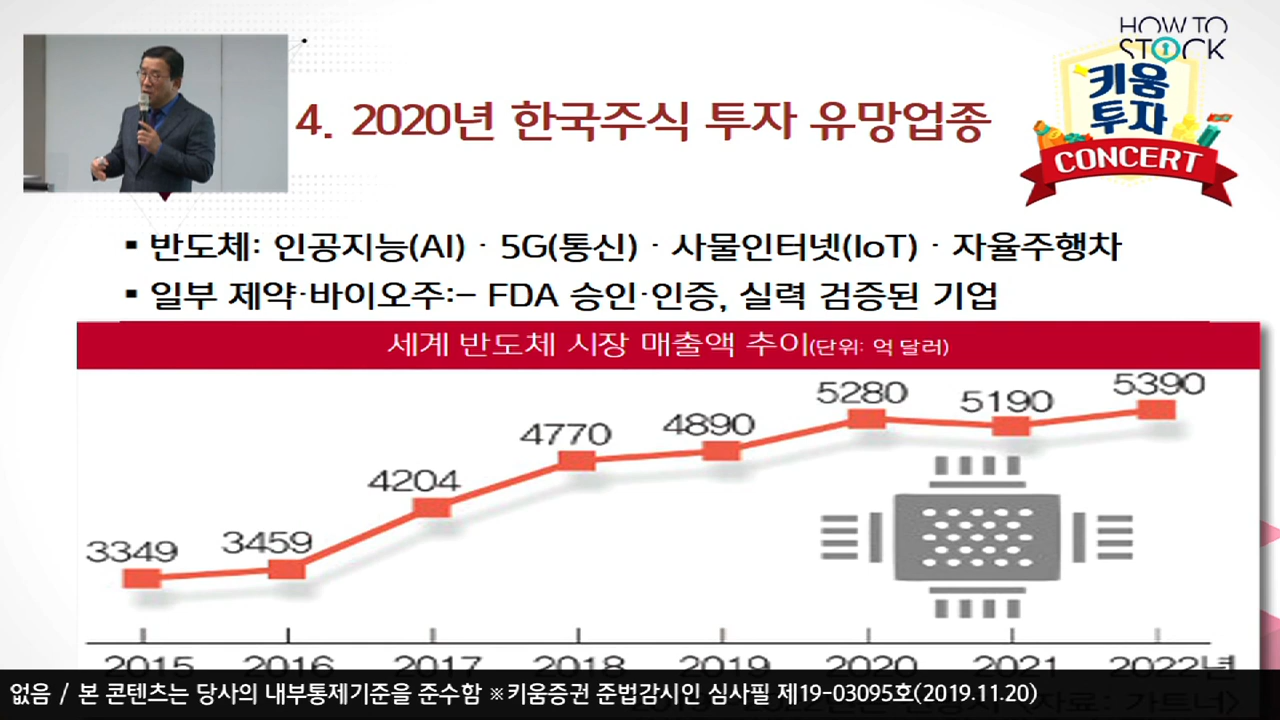 HOW TO
STOCK
키움
투자
CONCERT
4. 2020년 한국주식 투자 유망업종
▪ 반도체: 인공지능(AI) · 5G(통신) · 사물인터넷(IoT) · 자율주행차
▪ 일부 제약·바이오주:– FDA 승인·인증, 실력 검증된 기업
세계 반도체 시장 매출액 추이(단위: 억 달러)
3349 3459 4204 4770 4890 5280 5190 5390
2015 2016 2017 2018 2019 2020 2021 2022년
<자료: 가트너>
없음 / 본 콘텐츠는 당사의 내부통제기준을 준수함 ※키움증권 준법감시인 심사필 제19-03095호(2019.11.20)